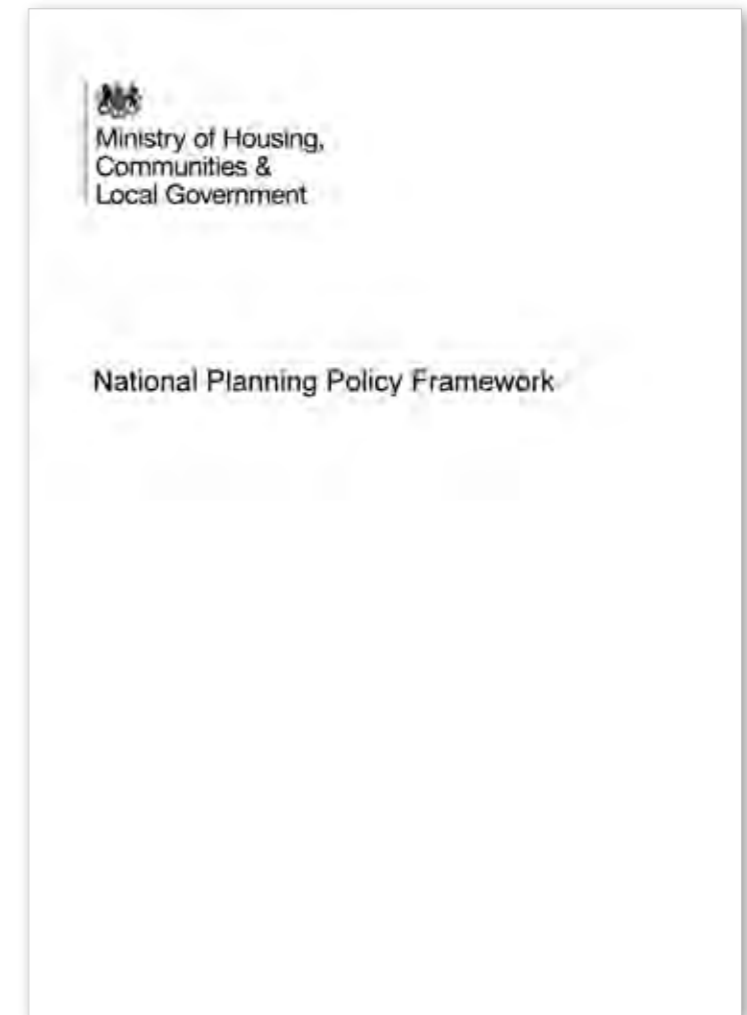 Ministry of Housing,
Communities &
Local Government
National Planning Policy Framework